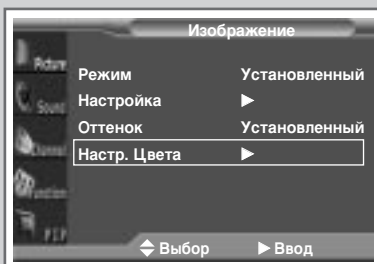 Изображение
Picture
Режим Установленный
Sound
Настройка ►
Channel
Оттенок Установленный
Настр. Цвета ►
Function
PIP
Выбор ► Ввод